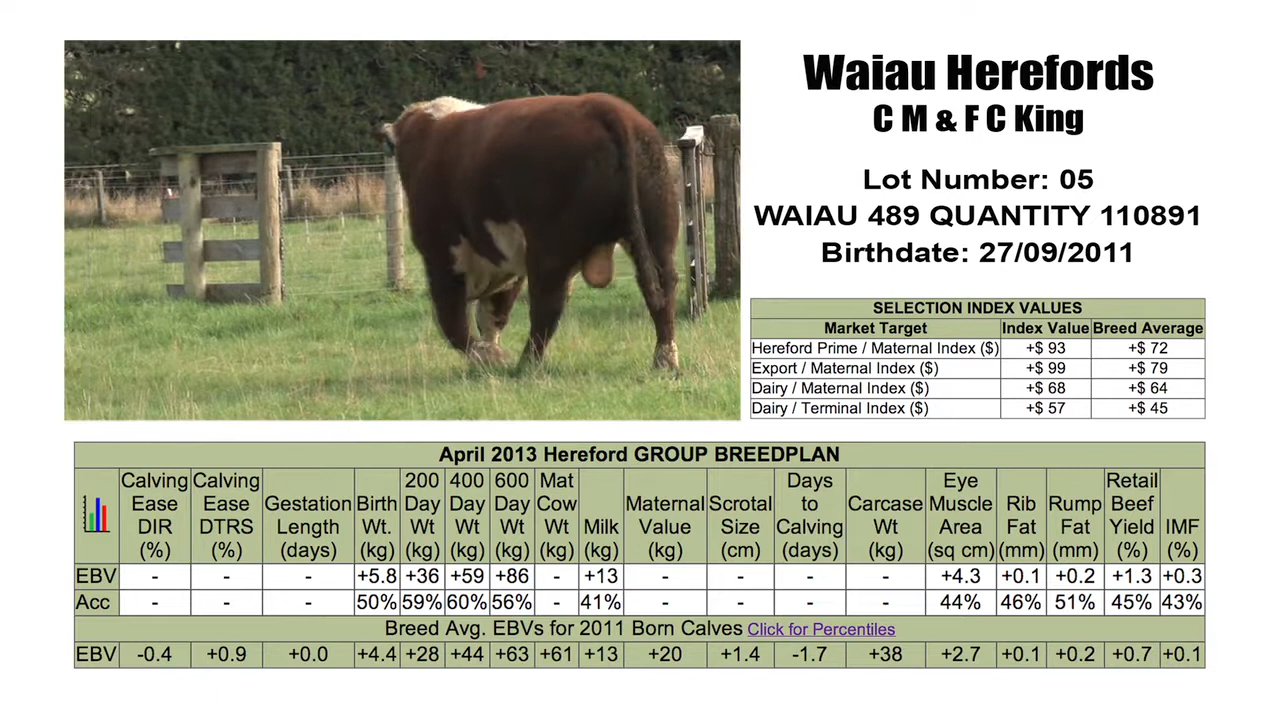 Waiau Herefords
C M & F C King
Lot Number: 05
WAIAU 489 QUANTITY 110891
Birthdate: 27/09/2011
SELECTION INDEX VALUES
Market Target Index Value Breed Average
Hereford Prime / Maternal Index ($) +$ 93 +$ 72
Export / Maternal Index ($) +$ 99 +$ 79
Dairy / Maternal Index ($) +$ 68 +$ 64
Dairy / Terminal Index ($) +$ 57 +$ 45
April 2013 Hereford GROUP BREEDPLAN
Calving Calving 200 400 600 Mat Days Eye Retail
Ease Ease Gestation Birth Day Day Day Cow Maternal Scrotal to Carcase Muscle Rib Rump Beef
DIR DTRS Length Wt. Wt Wt Wt Wt Milk Value Size Calving Wt Area Fat Fat Yield IMF
(%) (%) (days) (kg) (kg) (kg) (kg) (kg) (kg) (kg) (cm) (days) (kg) (sq cm) (mm) (mm) (%) (%)
EBV - - - +5.8 +36 +59 +86 - +13 - - - - +4.3 +0.1 +0.2 +1.3 +0.3
Acc - - - 50% 59% 60% 56% - 41% - - - - 44% 46% 51% 45% 43%
Breed Avg. EBVs for 2011 Born Calves Click for Percentiles
EBV -0.4 +0.9 +0.0 +4.4 +28 +44 +63 +61 +13 +20 +1.4 -1.7 +38 +2.7 +0.1 +0.2 +0.7 +0.1